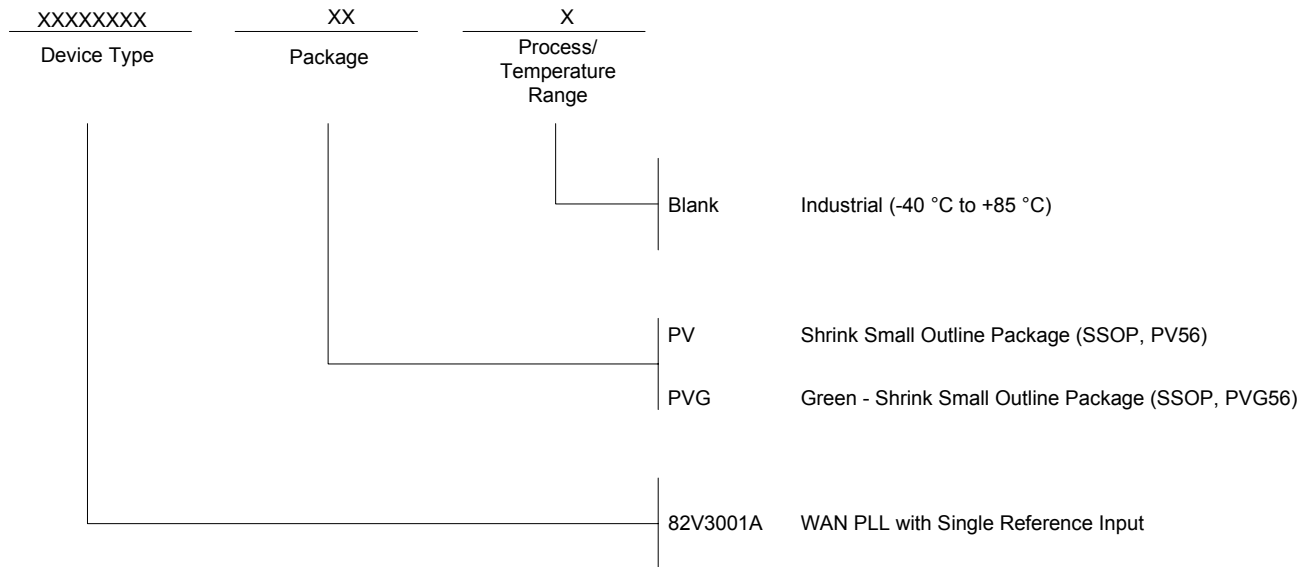 XXXXXXXX XX X
Device Type Package Process/
Temperature
Range
Blank Industrial (-40 °C to +85 °C)
PV Shrink Small Outline Package (SSOP, PV56)
PVG Green - Shrink Small Outline Package (SSOP, PVG56)
82V3001A WAN PLL with Single Reference Input